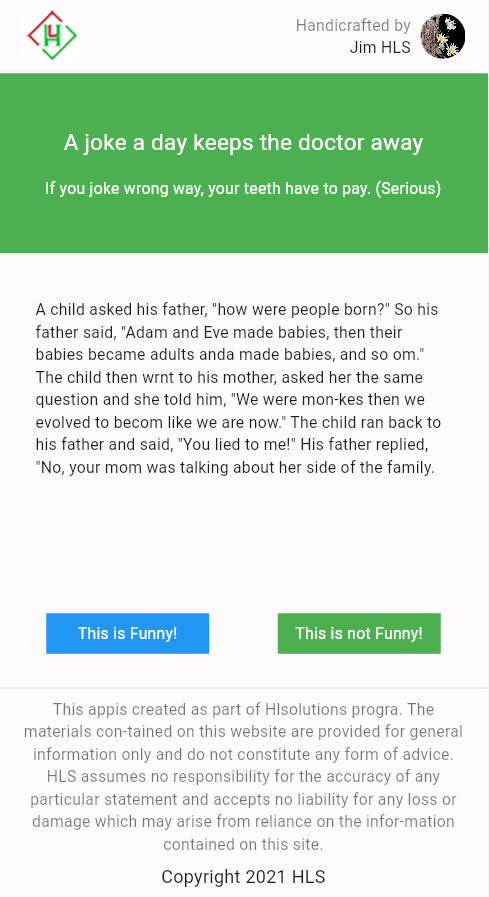 Handicrafted by
Jim HLS
A joke a day keeps the doctor away
If you joke wrong way, your teeth have to pay. (Serious)
A child asked his father, "how were people born?" So his
father said, "Adam and Eve made babies, then their
babies became adults anda made babies, and so om."
The child then wrnt to his mother, asked her the same
question and she told him, "We were mon-kes then we
evolved to becom like we are now." The child ran back to
his father and said, "You lied to me!" His father replied,
"No, your mom was talking about her side of the family.
This is Funny!
This is not Funny!
This appis created as part of HIsolutions progra. The
materials con-tained on this website are provided for general
information only and do not constitute any form of advice.
HLS assumes no responsibility for the accuracy of any
particular statement and accepts no liability for any loss or
damage which may arise from reliance on the infor-mation
contained on this site.
Copyright 2021 HLS